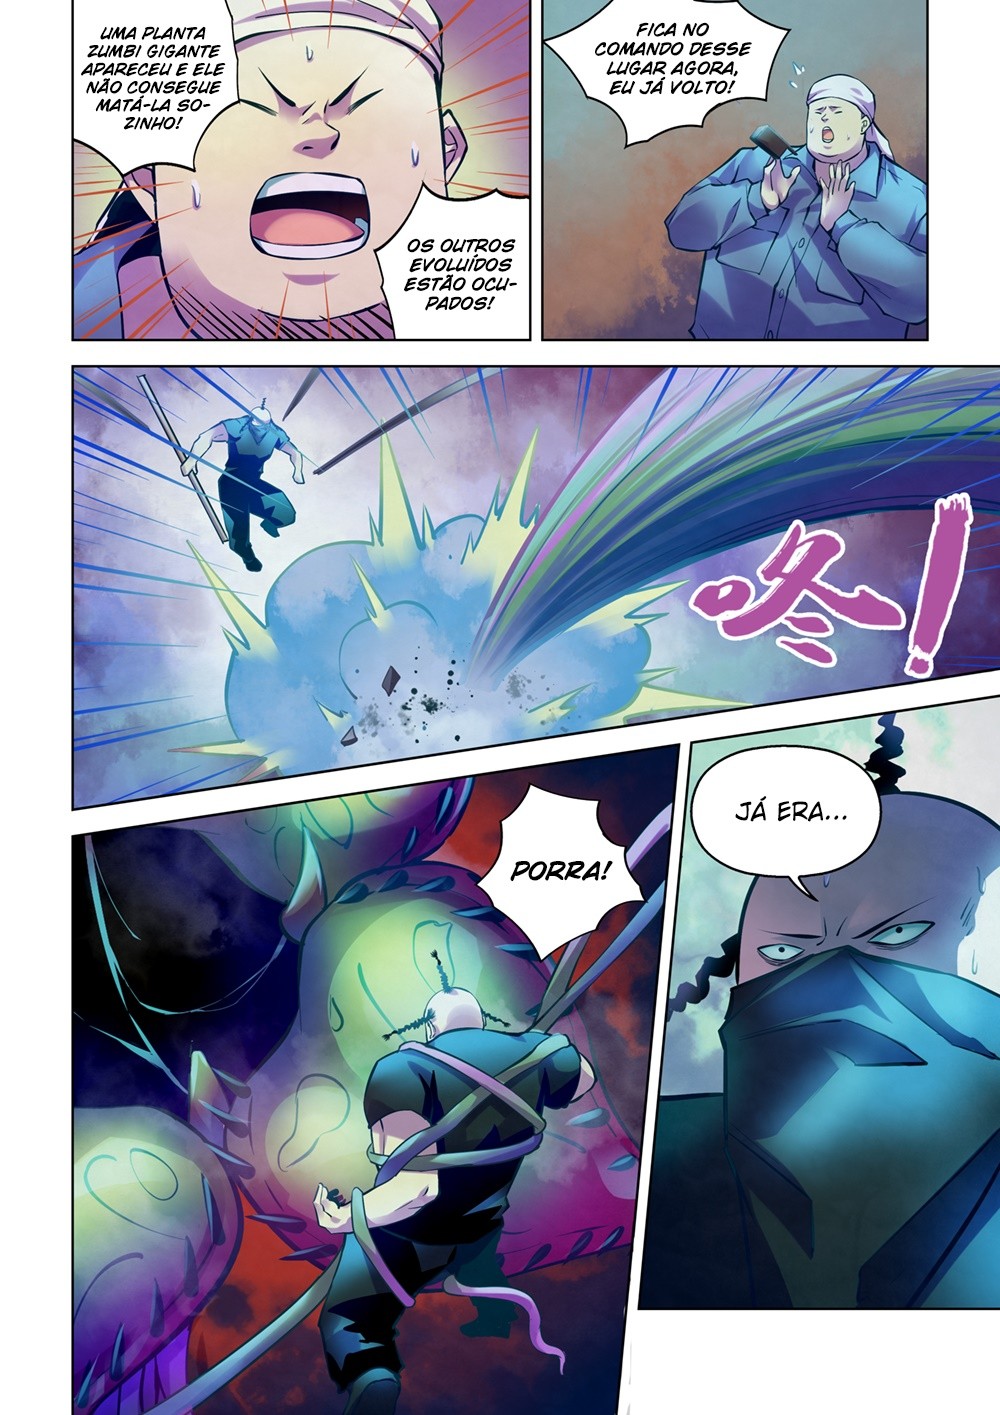 UMA PLANTA
ZUMBI GIGANTE
APARECEU E ELE
NÃO CONSEGUE
MATÁ-LA SO-
ZINHO!
OS OUTROS
EVOLUÍDOS
ESTÃO OCU-
PADOS!
FICA NO
COMANDO DESSE
LUGAR AGORA,
EU JÁ VOLTO!
咚!
JÁ ERA...
PORRA!